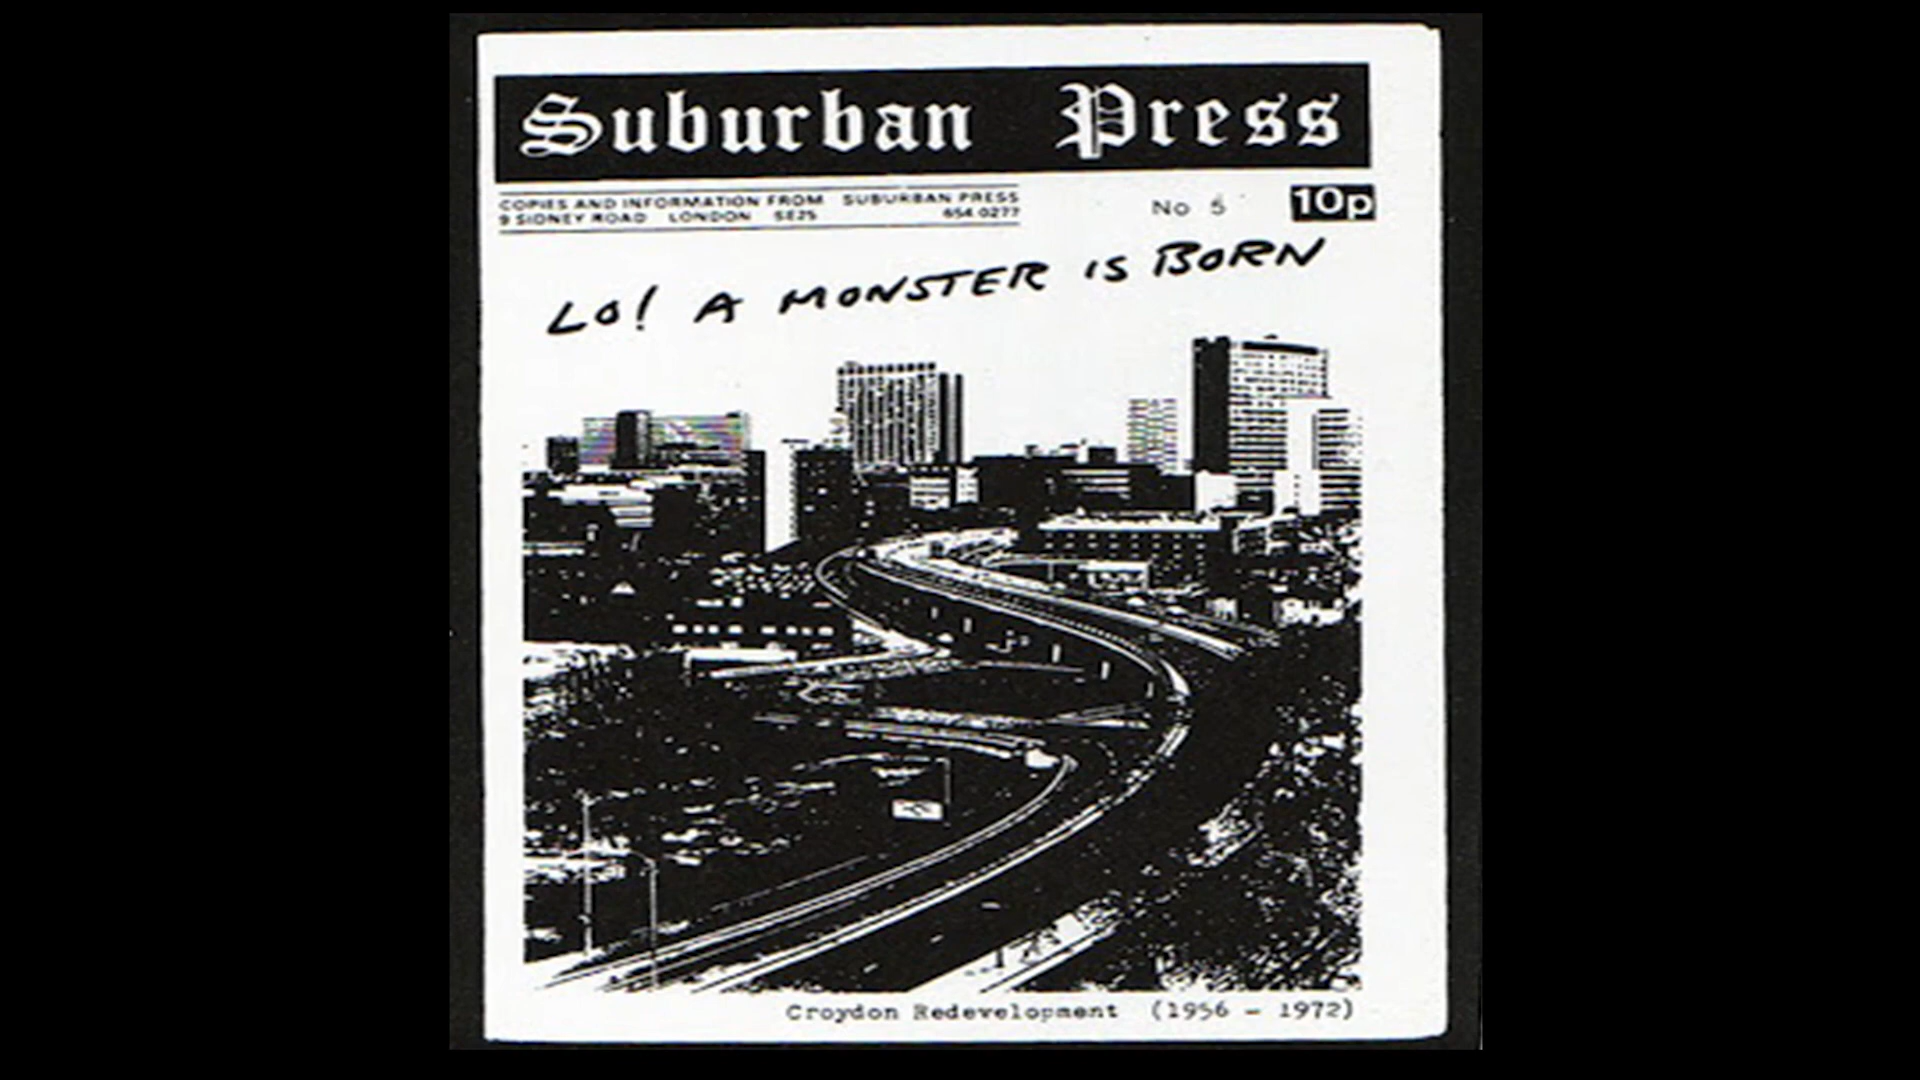 Suburban Press
COPIES AND INFORMATION FROM SUBURBAN PRESS
9 SIDNEY ROAD LONDON SE25 654 0277
No 5
10p
LO! A MONSTER IS BORN
Croydon Redevelopment (1956 - 1972)